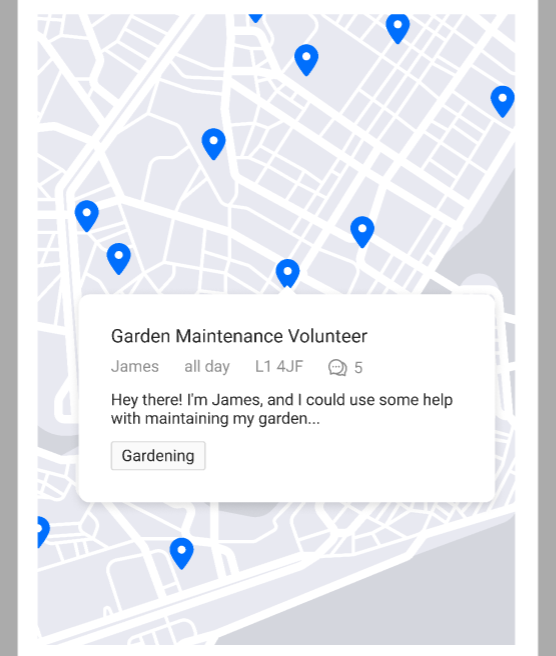 Garden Maintenance Volunteer
James all day L1 4JF 5
Hey there! I'm James, and I could use some help
with maintaining my garden...
Gardening